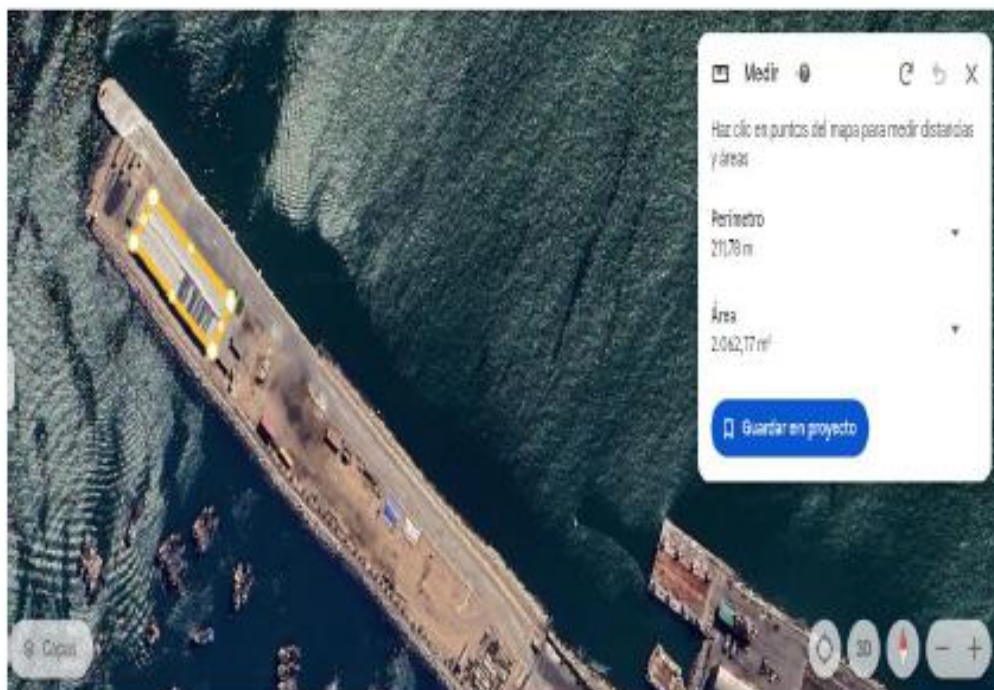 Medir
Haz clic en puntos del mapa para medir distancias
y áreas
Perímetro
211,78 m
Área
2.062,17 m²
Guardar en proyecto
Capas
3D